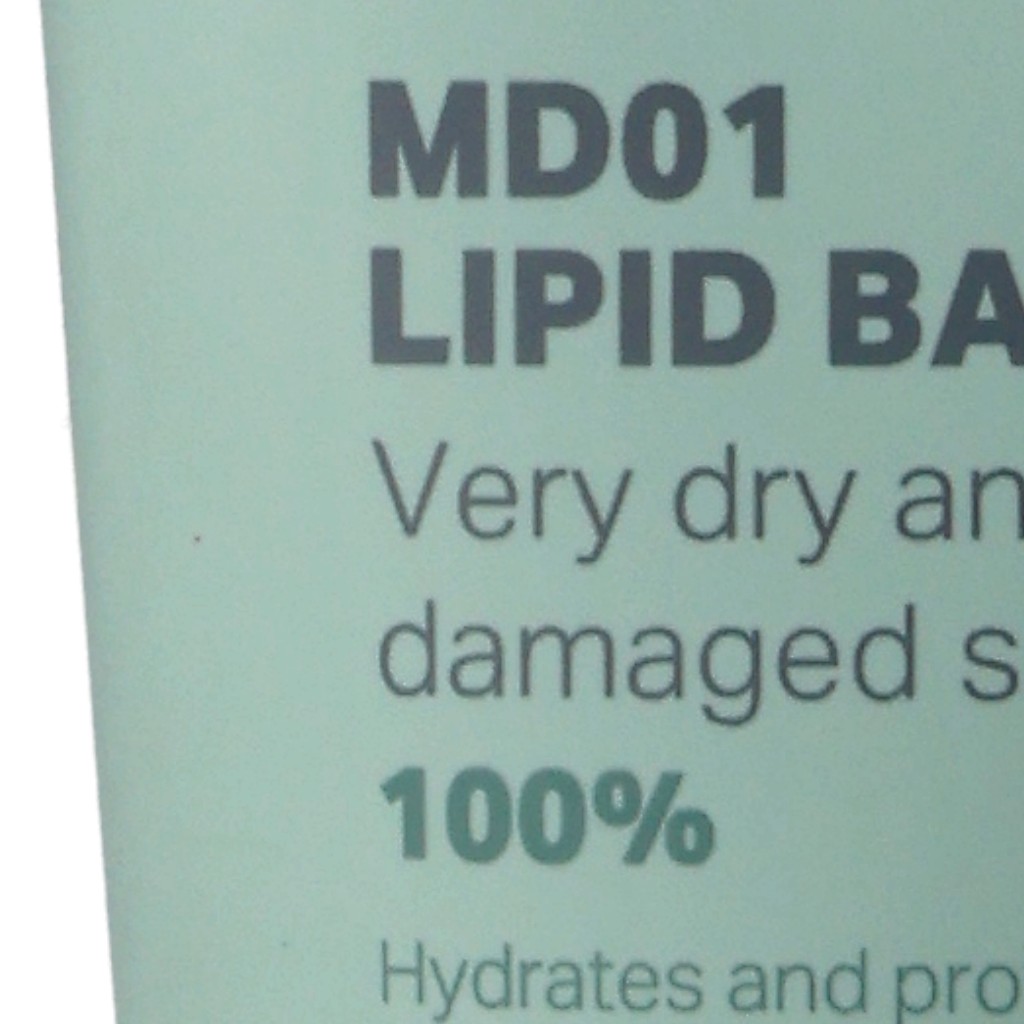 MD01
LIPID BA
Very dry an
damaged s
100%
Hydrates and pro